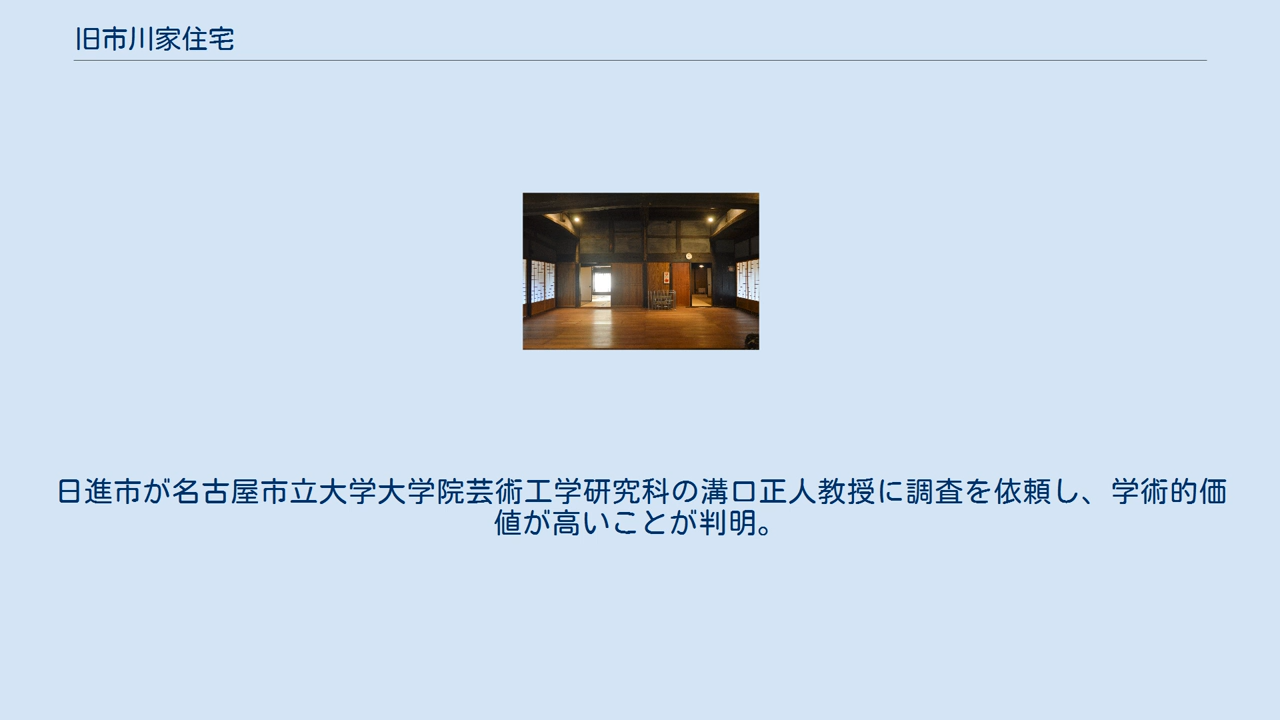 旧市川家住宅
日進市が名古屋市立大学大学院芸術工学研究科の溝口正人教授に調査を依頼し、学術的価
値が高いことが判明。